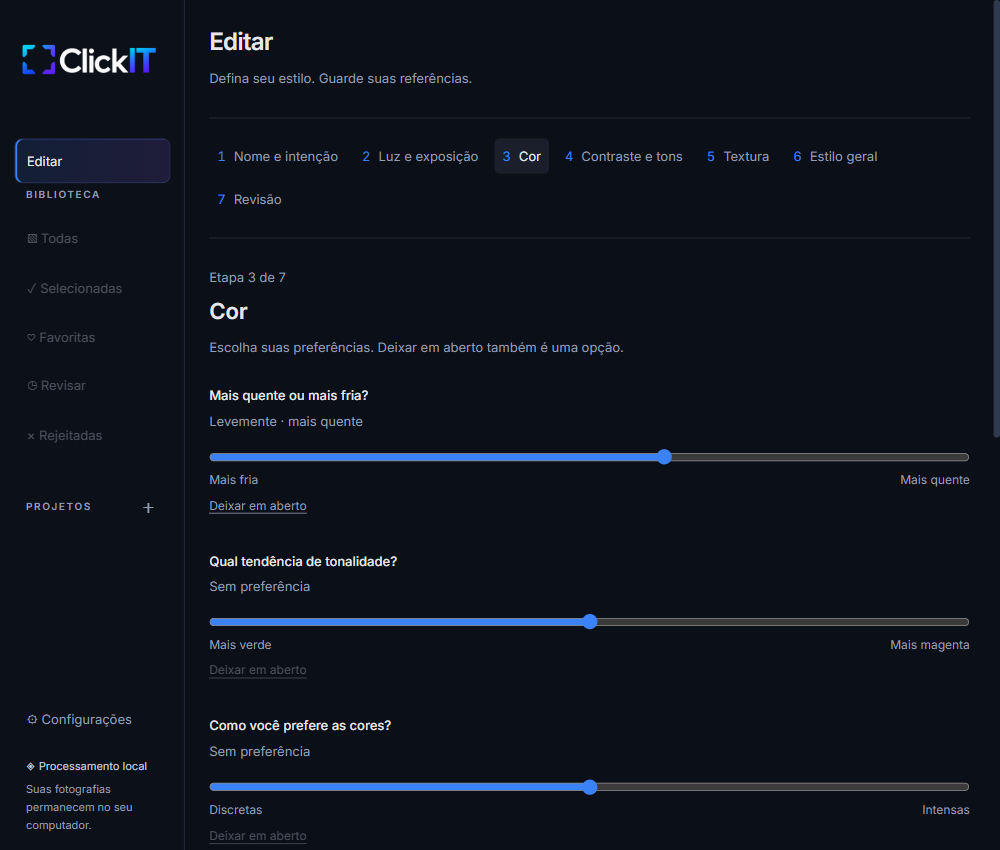 ClickIT
Editar
BIBLIOTECA
Todas
Selecionadas
Favoritas
Revisar
Rejeitadas
PROJETOS +
Configurações
Processamento local
Suas fotografias
permanecem no seu
computador.
Editar
Defina seu estilo. Guarde suas referências.
1 Nome e intenção 2 Luz e exposição 3 Cor 4 Contraste e tons 5 Textura 6 Estilo geral
7 Revisão
Etapa 3 de 7
Cor
Escolha suas preferências. Deixar em aberto também é uma opção.
Mais quente ou mais fria?
Levemente · mais quente
Mais fria Mais quente
Deixar em aberto
Qual tendência de tonalidade?
Sem preferência
Mais verde Mais magenta
Deixar em aberto
Como você prefere as cores?
Sem preferência
Discretas Intensas
Deixar em aberto